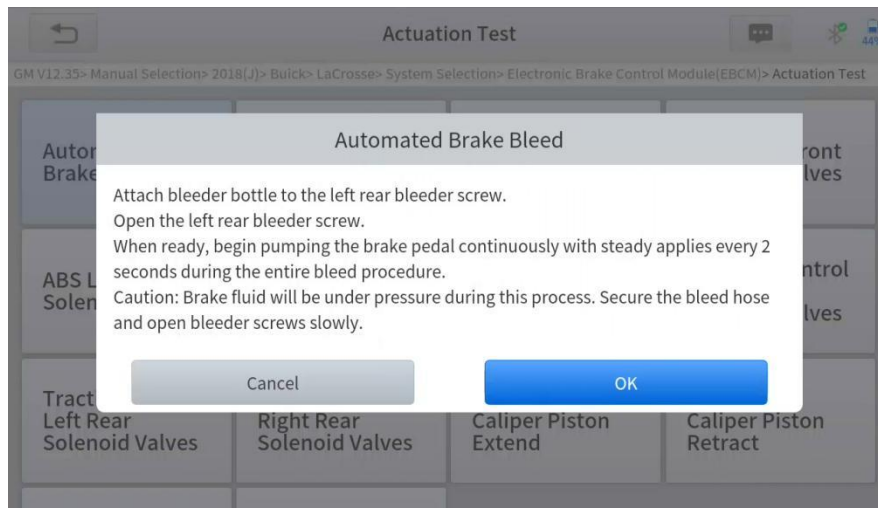 Actuation Test
44%
GM V12.35> Manual Selection> 2018(J)> Buick> LaCrosse> System Selection> Electronic Brake Control Module(EBCM)> Actuation Test
Automated Brake Bleed
Attach bleeder bottle to the left rear bleeder screw.
Open the left rear bleeder screw.
When ready, begin pumping the brake pedal continuously with steady applies every 2
seconds during the entire bleed procedure.
Caution: Brake fluid will be under pressure during this process. Secure the bleed hose
and open bleeder screws slowly.
Cancel
OK
Left Rear
Solenoid Valves
Right Rear
Solenoid Valves
Caliper Piston
Extend
Caliper Piston
Retract